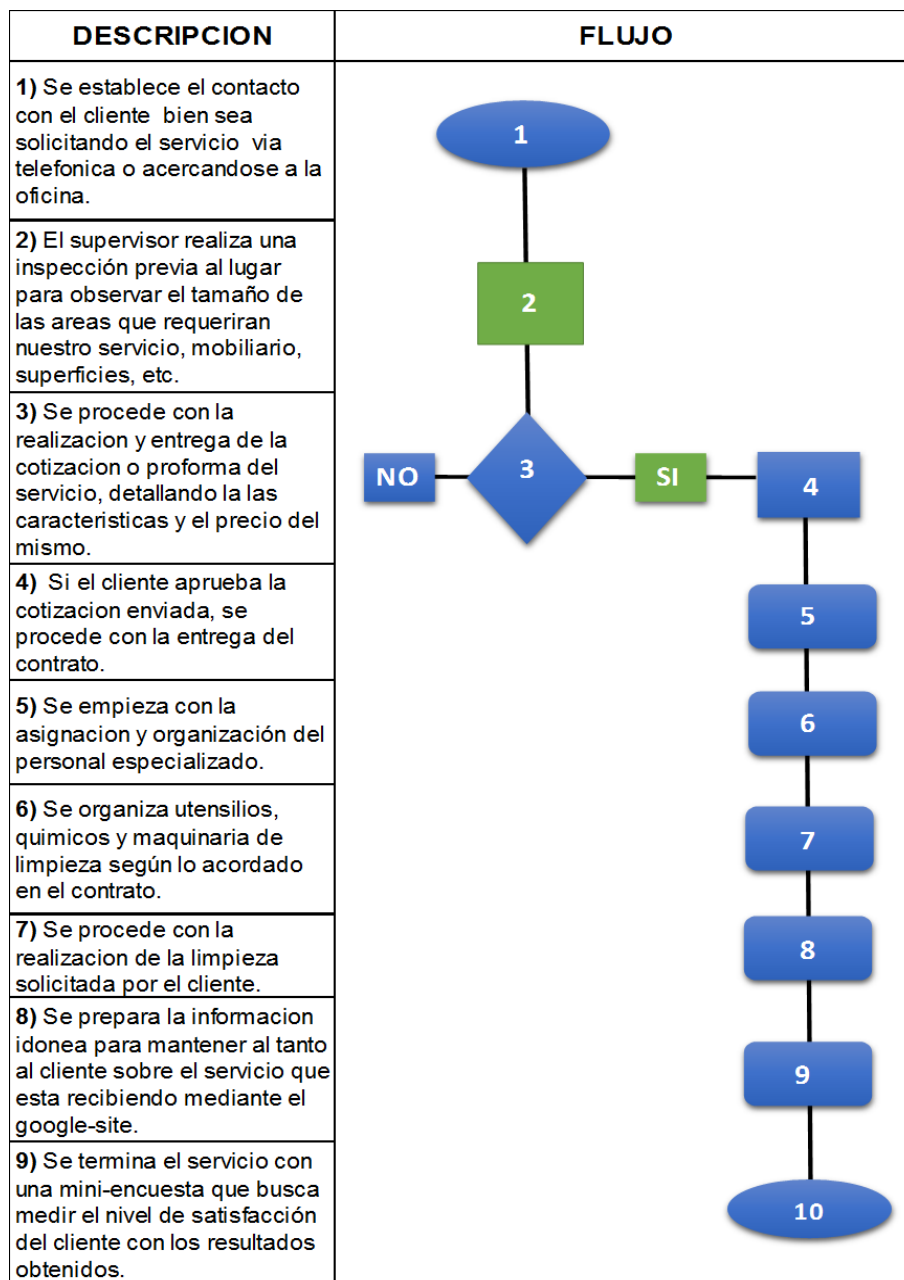 DESCRIPCION
FLUJO
1) Se establece el contacto
con el cliente bien sea
solicitando el servicio via
telefonica o acercandose a la
oficina.
2) El supervisor realiza una
inspección previa al lugar
para observar el tamaño de
las areas que requeriran
nuestro servicio, mobiliario,
superficies, etc.
3) Se procede con la
realizacion y entrega de la
cotizacion o proforma del
servicio, detallando la las
caracteristicas y el precio del
mismo.
4) Si el cliente aprueba la
cotizacion enviada, se
procede con la entrega del
contrato.
5) Se empieza con la
asignacion y organización del
personal especializado.
6) Se organiza utensilios,
quimicos y maquinaria de
limpieza según lo acordado
en el contrato.
7) Se procede con la
realizacion de la limpieza
solicitada por el cliente.
8) Se prepara la informacion
idonea para mantener al tanto
al cliente sobre el servicio que
esta recibiendo mediante el
google-site.
9) Se termina el servicio con
una mini-encuesta que busca
medir el nivel de satisfacción
del cliente con los resultados
obtenidos.
1
2
NO
3
SI
4
5
6
7
8
9
10